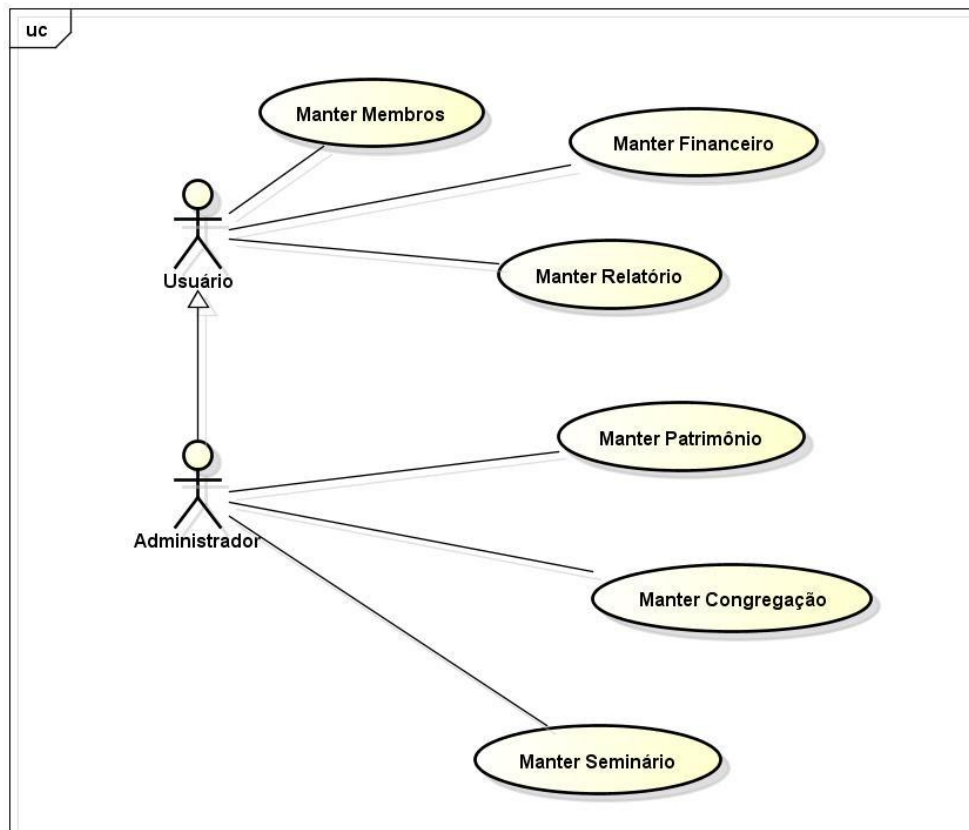 uc
Manter Membros
Manter Financeiro
Usuário
Manter Relatório
Manter Patrimônio
Administrador
Manter Congregação
Manter Seminário